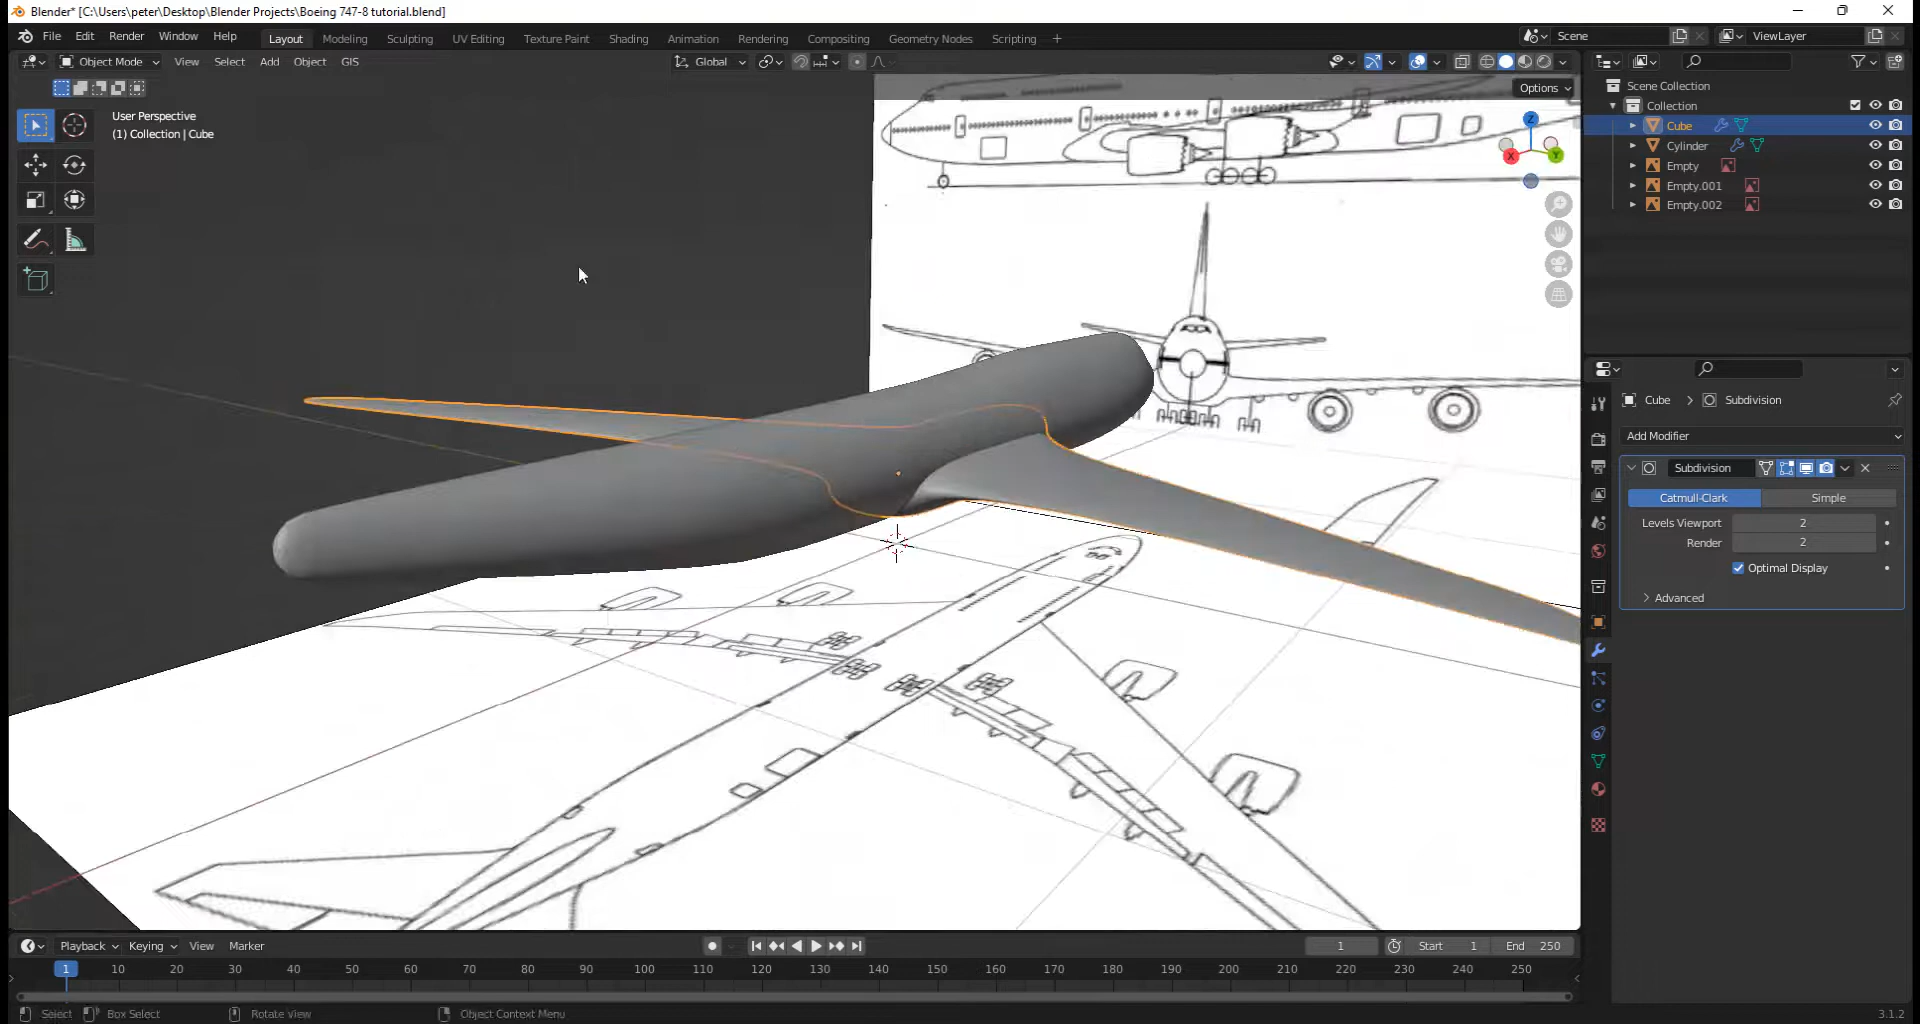 Blender* [C:\Users\peter\Desktop\Blender Projects\Boeing 747-8 tutorial.blend]
File Edit Render Window Help
Layout Modeling Sculpting UV Editing Texture Paint Shading Animation Rendering Compositing Geometry Nodes Scripting +
Scene
ViewLayer
Object Mode View Select Add Object GIS
Global
Options
User Perspective
(1) Collection | Cube
Z
X
Y
Scene Collection
Collection
Cube
Cylinder
Empty
Empty.001
Empty.002
Cube > Subdivision
Add Modifier
Subdivision
Catmull-Clark Simple
Levels Viewport 2
Render 2
Optimal Display
Advanced
Playback Keying View Marker
1 Start 1 End 250
1 10 20 30 40 50 60 70 80 90 100 110 120 130 140 150 160 170 180 190 200 210 220 230 240 250
Select Box Select Rotate View Object Context Menu
3.1.2